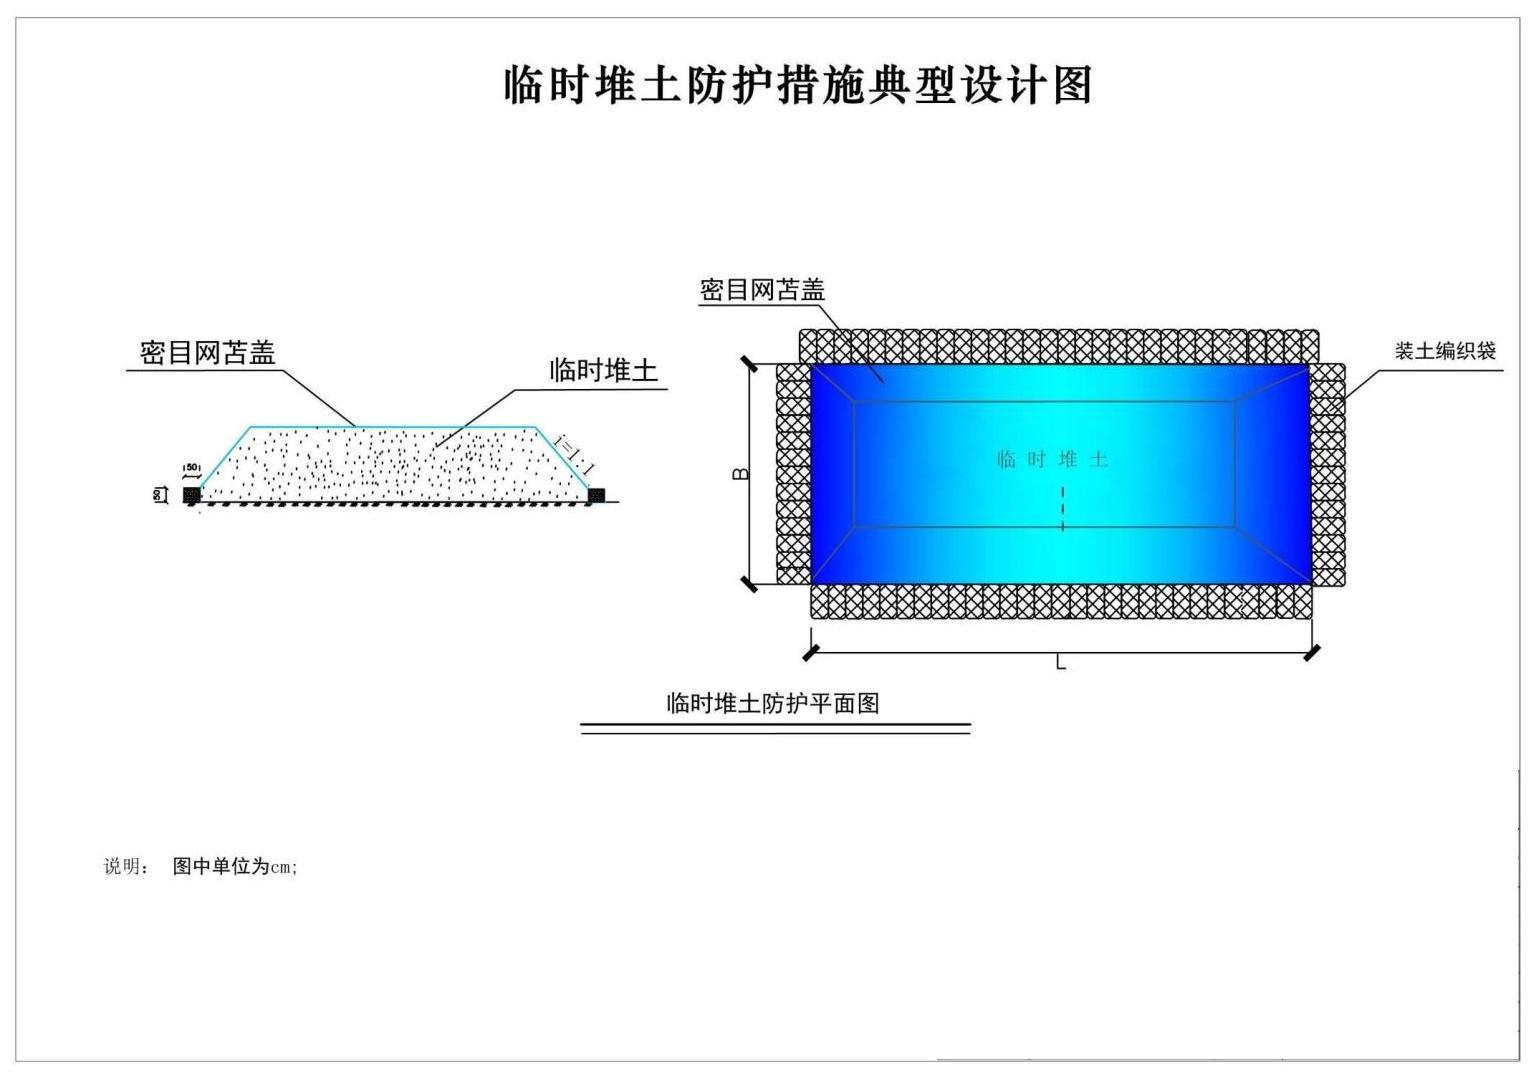 临时堆土防护措施典型设计图
密目网苫盖
装土编织袋
密目网苫盖
临时堆土
i=1:1
50
50
B
临时堆土
L
临时堆土防护平面图
说明： 图中单位为cm;